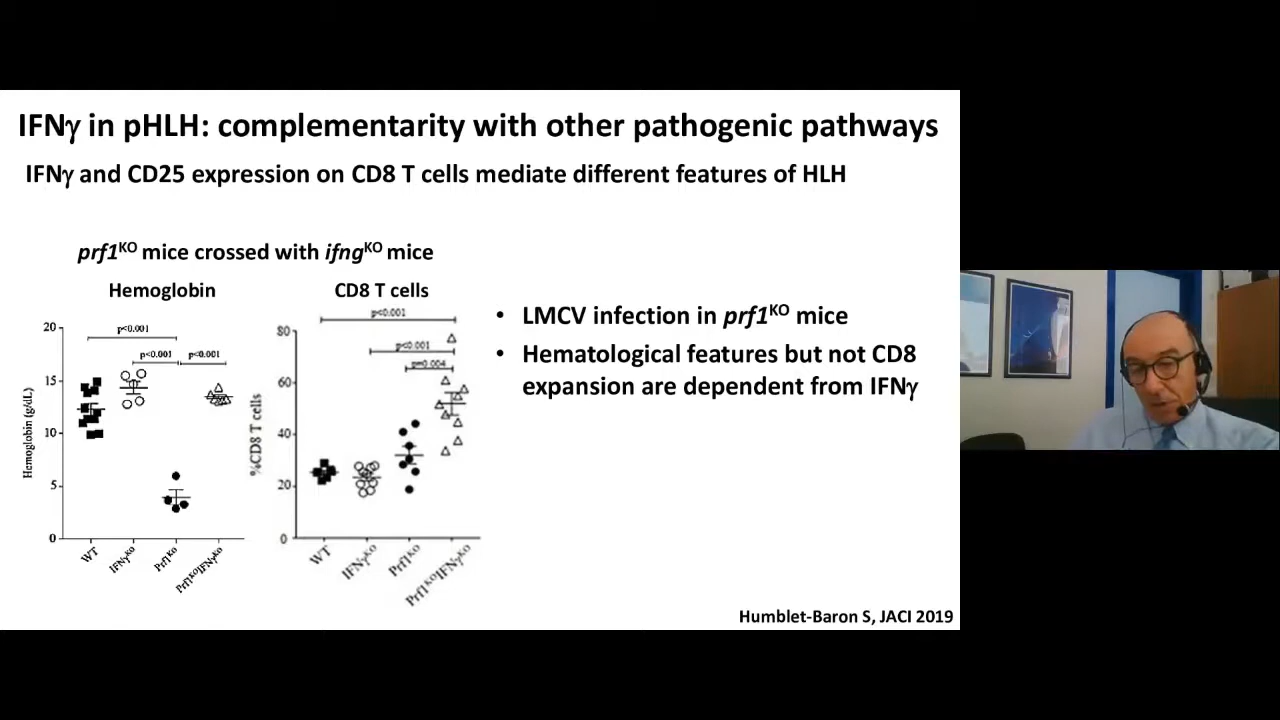 IFNγ in pHLH: complementarity with other pathogenic pathways
IFNγ and CD25 expression on CD8 T cells mediate different features of HLH
prf1KO mice crossed with ifngKO mice
Hemoglobin
20
15
10
5
0
Hemoglobin (g/dL)
p<0.001
p<0.001
p<0.001
WT
IFNγKO
Prf1KO
Prf1KOIFNγKO
CD8 T cells
80
60
40
20
0
%CD8 T cells
p<0.001
p<0.001
p=0.004
WT
IFNγKO
Prf1KO
Prf1KOIFNγKO
• LMCV infection in prf1KO mice
• Hematological features but not CD8
expansion are dependent from IFNγ
Humblet-Baron S, JACI 2019